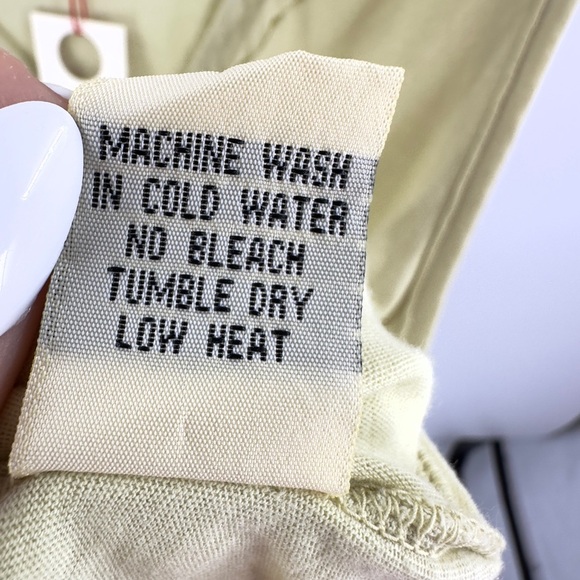 MACHINE WASH
IN COLD WATER
NO BLEACH
TUMBLE DRY
LOW HEAT